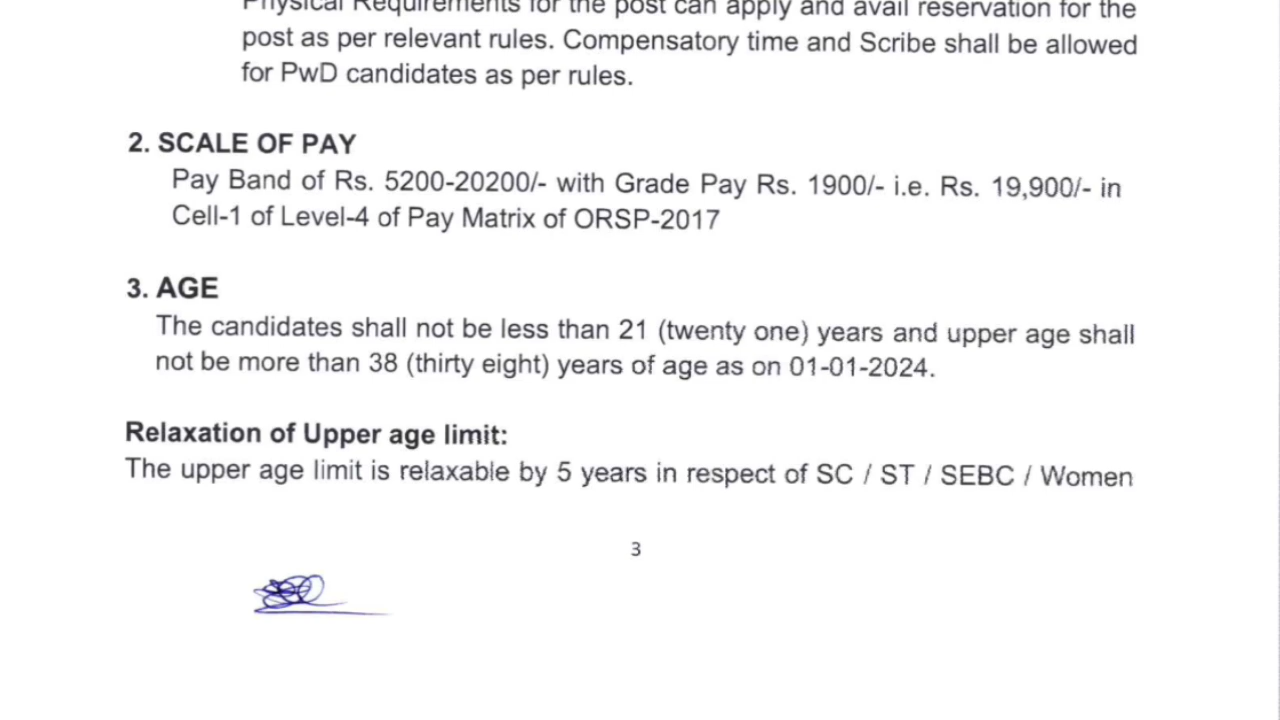 Physical Requirements for the post can apply and avail reservation for the
post as per relevant rules. Compensatory time and Scribe shall be allowed
for PwD candidates as per rules.
2. SCALE OF PAY
Pay Band of Rs. 5200-20200/- with Grade Pay Rs. 1900/- i.e. Rs. 19,900/- in
Cell-1 of Level-4 of Pay Matrix of ORSP-2017
3. AGE
The candidates shall not be less than 21 (twenty one) years and upper age shall
not be more than 38 (thirty eight) years of age as on 01-01-2024.
Relaxation of Upper age limit:
The upper age limit is relaxable by 5 years in respect of SC / ST / SEBC / Women
3